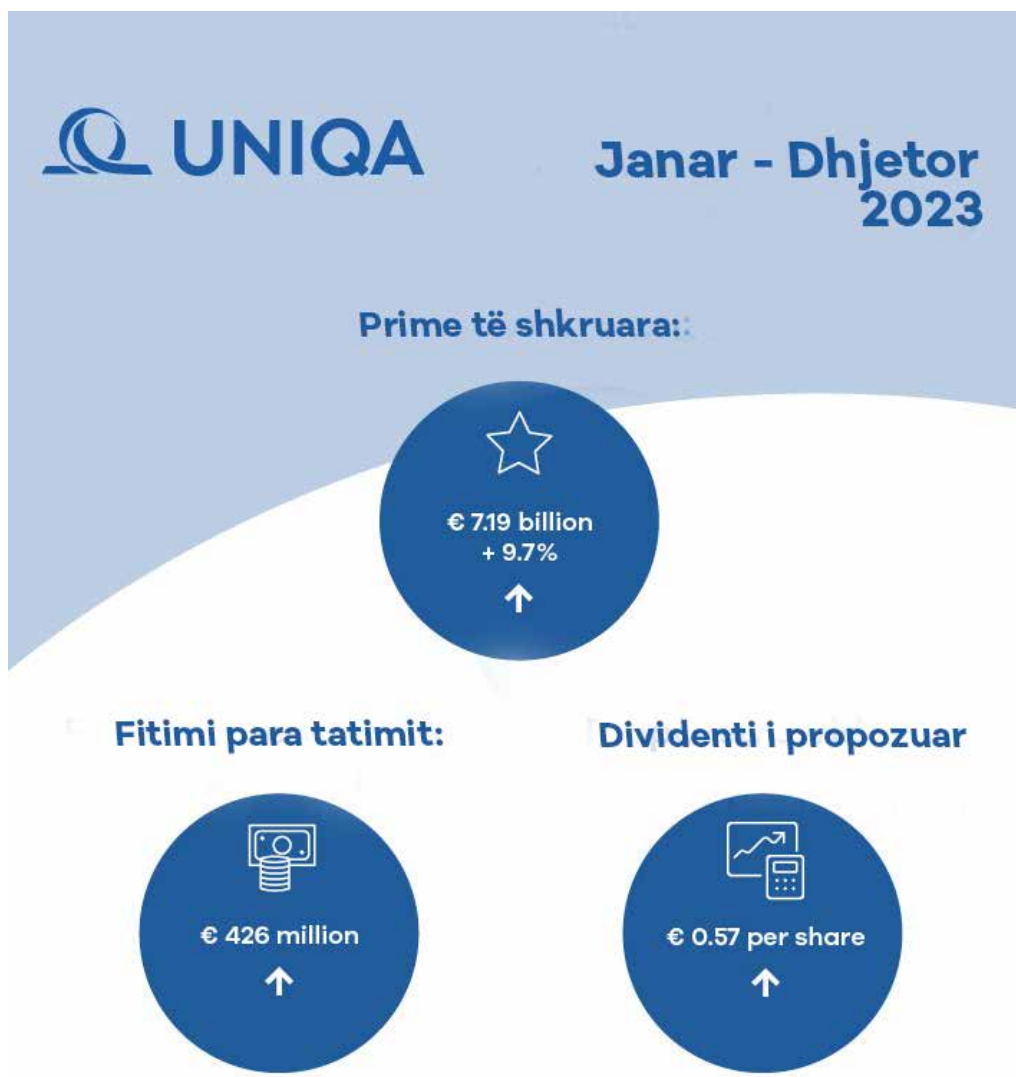 UNIQA
Janar - Dhjetor
2023
Prime të shkruara::
€ 7.19 billion
+ 9.7%
Fitimi para tatimit:
Dividenti i propozuar
€ 426 million
€ 0.57 per share